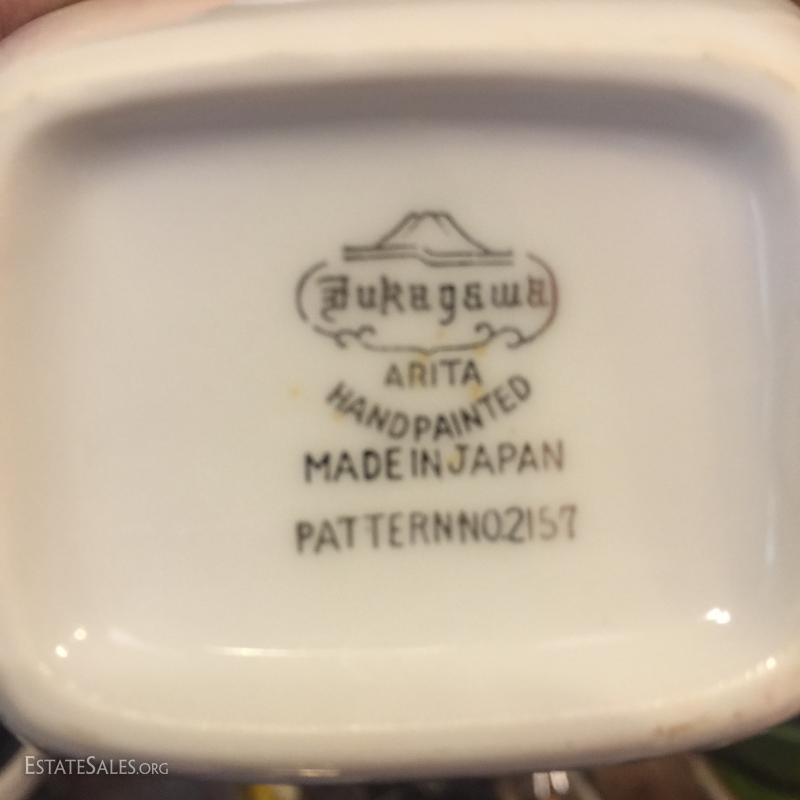 Fukagawa
ARITA
HANDPAINTED
MADE IN JAPAN
PATTERN NO.2157
ESTATESALES.ORG